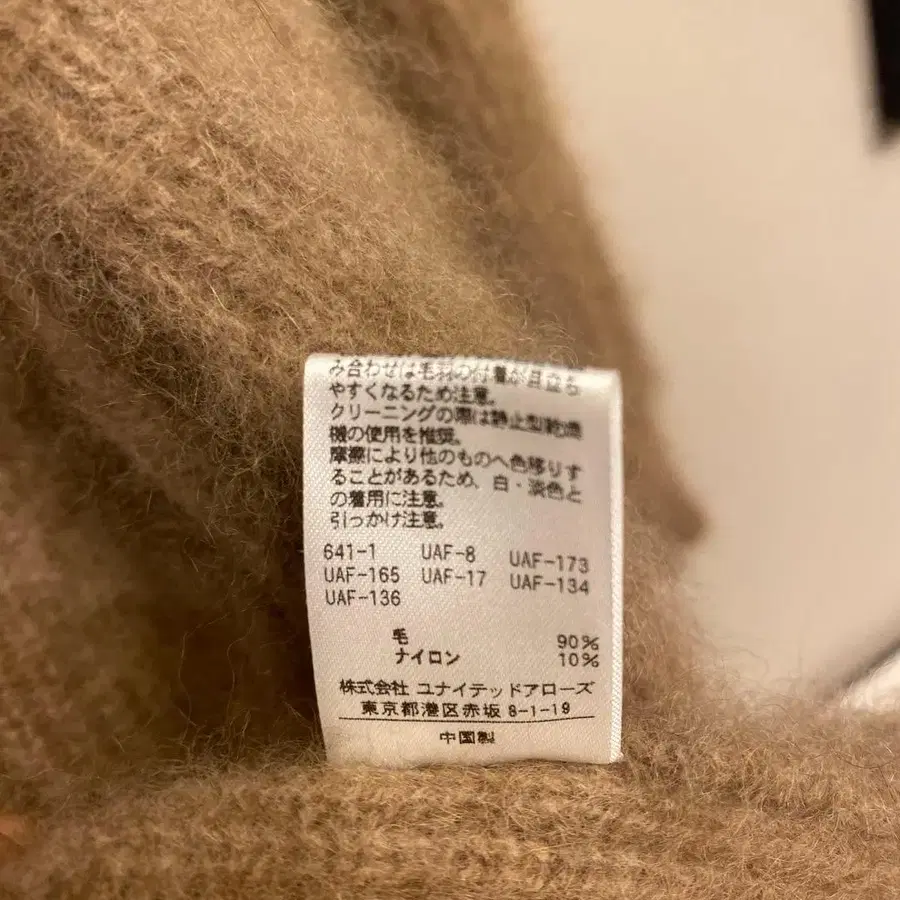 み合わせは毛羽の付着が目立ち
やすくなるため注意。
クリーニングの際は静止型乾燥
機の使用を推奨。
摩擦により他のものへ色移りす
ることがあるため、白・淡色と
の着用に注意。
引っかけ注意。
641-1 UAF-8 UAF-173
UAF-165 UAF-17 UAF-134
UAF-136
毛 90%
ナイロン 10%
株式会社 ユナイテッドアローズ
東京都港区赤坂 8-1-19
中国製